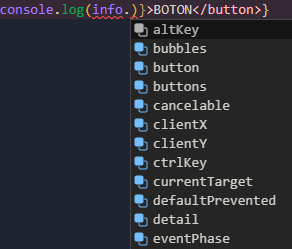 console.log(info.)}>BOTON</button>}
altKey
bubbles
button
buttons
cancelable
clientX
clientY
ctrlKey
currentTarget
defaultPrevented
detail
eventPhase